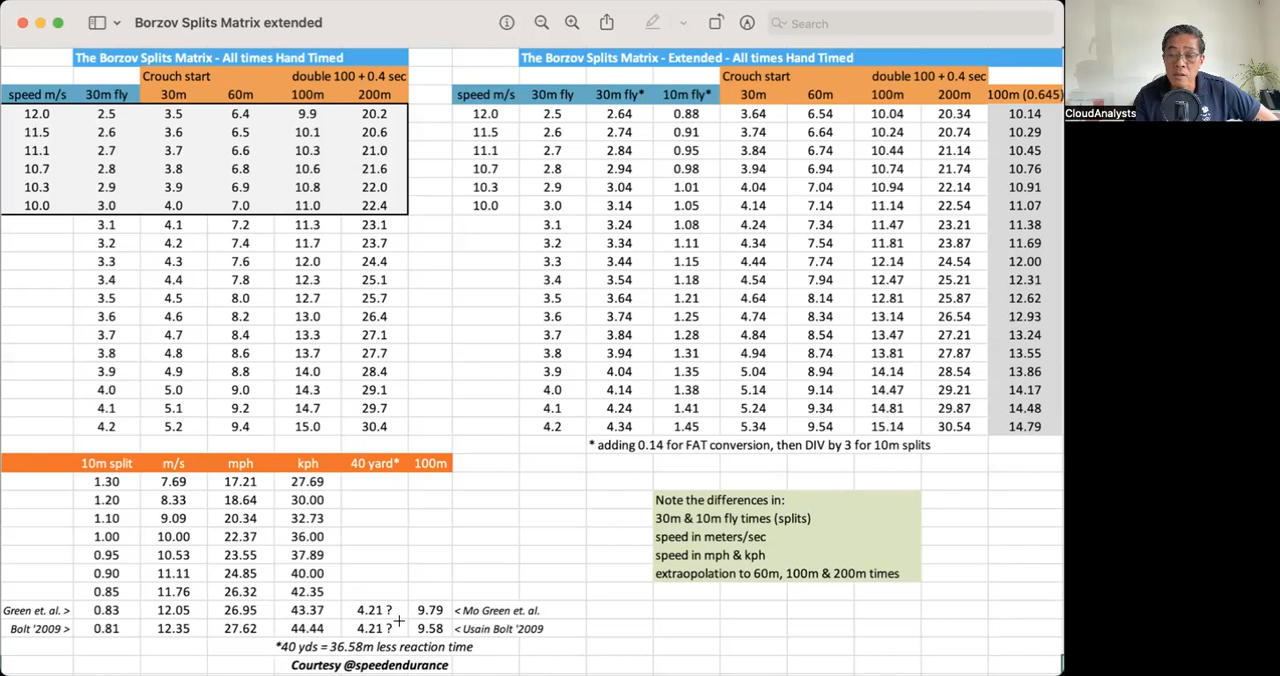 Borzov Splits Matrix extended
Search
The Borzov Splits Matrix - All times Hand Timed
The Borzov Splits Matrix - Extended - All times Hand Timed
Crouch start double 100 + 0.4 sec Crouch start double 100 + 0.4 sec
speed m/s 30m fly 30m 60m 100m 200m speed m/s 30m fly 30m fly* 10m fly* 30m 60m 100m 200m 100m (0.645)
12.0 2.5 3.5 6.4 9.9 20.2 12.0 2.5 2.64 0.88 3.64 6.54 10.04 20.34 10.14
11.5 2.6 3.6 6.5 10.1 20.6 11.5 2.6 2.74 0.91 3.74 6.64 10.24 20.74 10.29
11.1 2.7 3.7 6.6 10.3 21.0 11.1 2.7 2.84 0.95 3.84 6.74 10.44 21.14 10.45
10.7 2.8 3.8 6.8 10.6 21.6 10.7 2.8 2.94 0.98 3.94 6.94 10.74 21.74 10.76
10.3 2.9 3.9 6.9 10.8 22.0 10.3 2.9 3.04 1.01 4.04 7.04 10.94 22.14 10.91
10.0 3.0 4.0 7.0 11.0 22.4 10.0 3.0 3.14 1.05 4.14 7.14 11.14 22.54 11.07
3.1 4.1 7.2 11.3 23.1 3.1 3.24 1.08 4.24 7.34 11.47 23.21 11.38
3.2 4.2 7.4 11.7 23.7 3.2 3.34 1.11 4.34 7.54 11.81 23.87 11.69
3.3 4.3 7.6 12.0 24.4 3.3 3.44 1.15 4.44 7.74 12.14 24.54 12.00
3.4 4.4 7.8 12.3 25.1 3.4 3.54 1.18 4.54 7.94 12.47 25.21 12.31
3.5 4.5 8.0 12.7 25.7 3.5 3.64 1.21 4.64 8.14 12.81 25.87 12.62
3.6 4.6 8.2 13.0 26.4 3.6 3.74 1.25 4.74 8.34 13.14 26.54 12.93
3.7 4.7 8.4 13.3 27.1 3.7 3.84 1.28 4.84 8.54 13.47 27.21 13.24
3.8 4.8 8.6 13.7 27.7 3.8 3.94 1.31 4.94 8.74 13.81 27.87 13.55
3.9 4.9 8.8 14.0 28.4 3.9 4.04 1.35 5.04 8.94 14.14 28.54 13.86
4.0 5.0 9.0 14.3 29.1 4.0 4.14 1.38 5.14 9.14 14.47 29.21 14.17
4.1 5.1 9.2 14.7 29.7 4.1 4.24 1.41 5.24 9.34 14.81 29.87 14.48
4.2 5.2 9.4 15.0 30.4 4.2 4.34 1.45 5.34 9.54 15.14 30.54 14.79
* adding 0.14 for FAT conversion, then DIV by 3 for 10m splits
10m split m/s mph kph 40 yard* 100m
1.30 7.69 17.21 27.69
1.20 8.33 18.64 30.00
1.10 9.09 20.34 32.73
1.00 10.00 22.37 36.00
0.95 10.53 23.55 37.89
0.90 11.11 24.85 40.00
0.85 11.76 26.32 42.35
Green et. al. > 0.83 12.05 26.95 43.37 4.21 ? 9.79 < Mo Green et. al.
Bolt '2009 > 0.81 12.35 27.62 44.44 4.21 ? 9.58 < Usain Bolt '2009
*40 yds = 36.58m less reaction time
Courtesy @speedendurance
Note the differences in:
30m & 10m fly times (splits)
speed in meters/sec
speed in mph & kph
extraopolation to 60m, 100m & 200m times
CloudAnalysts